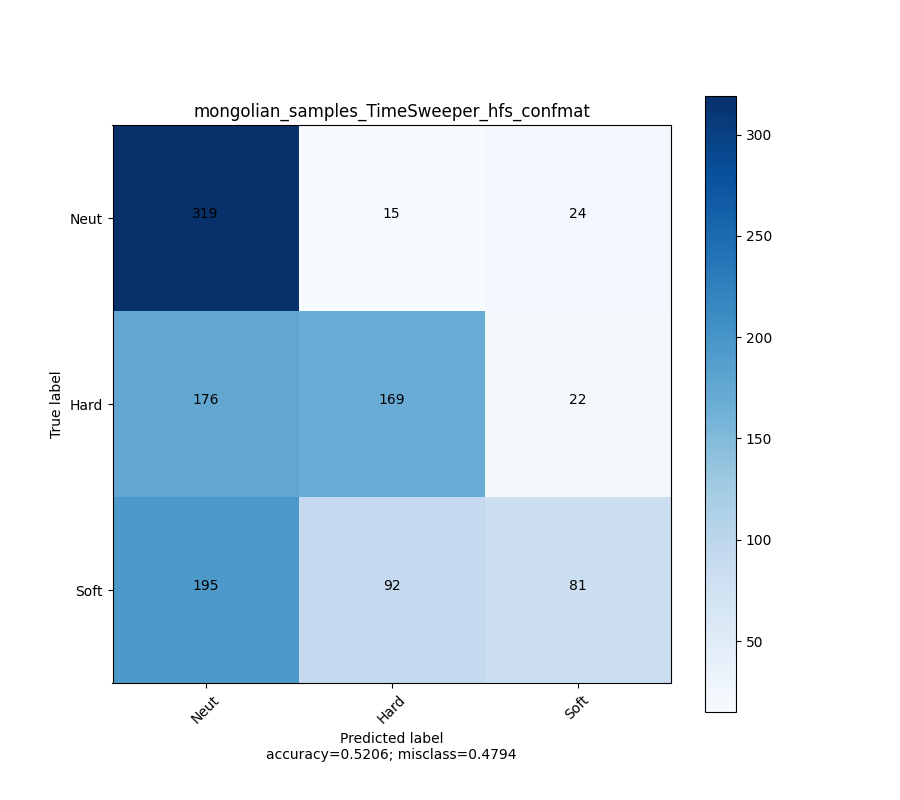 mongolian_samples_TimeSweeper_hfs_confmat
True label
Neut
319
15
24
Hard
176
169
22
Soft
195
92
81
Neut
Hard
Soft
Predicted label
accuracy=0.5206; misclass=0.4794
300
250
200
150
100
50